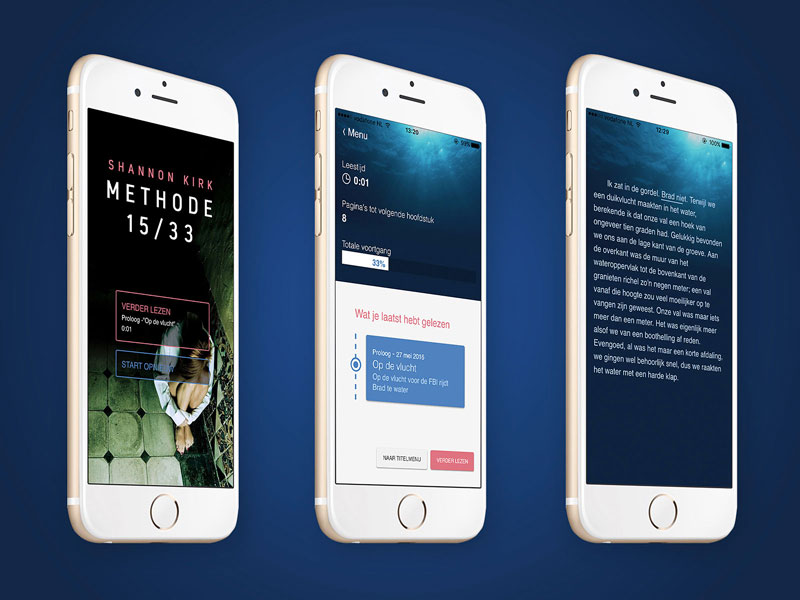 SHANNON KIRK
METHODE
15/33
VERDER LEZEN
Proloog -"Op de vlucht"
0:01
START OPNIEUW
vodafone NL
13:20
99%
Menu
Leestijd
0:01
Pagina's tot volgende hoofdstuk
8
Totale voortgang
33%
Wat je laatst hebt gelezen
Proloog - 27 mei 2016
Op de vlucht
Op de vlucht voor de FBI rijdt
Brad te water
NAAR TITELMENU
VERDER LEZEN
vodafone NL
12:29
100%
Ik zat in de gordel. Brad niet. Terwijl we
een duikvlucht maakten in het water,
berekende ik dat onze val een hoek van
ongeveer tien graden had. Gelukkig bevonden
we ons aan de lage kant van de groeve. Aan
de overkant was de muur van het
wateroppervlak tot de bovenkant van de
granieten richel zo'n negen meter; een val
vanaf die hoogte zou veel moeilijker op te
vangen zijn geweest. Onze val was maar iets
meer dan een meter. Het was eigenlijk meer
alsof we van een boothelling af reden.
Evengoed, al was het maar een korte afdaling,
we gingen wel behoorlijk snel, dus we raakten
het water met een harde klap.